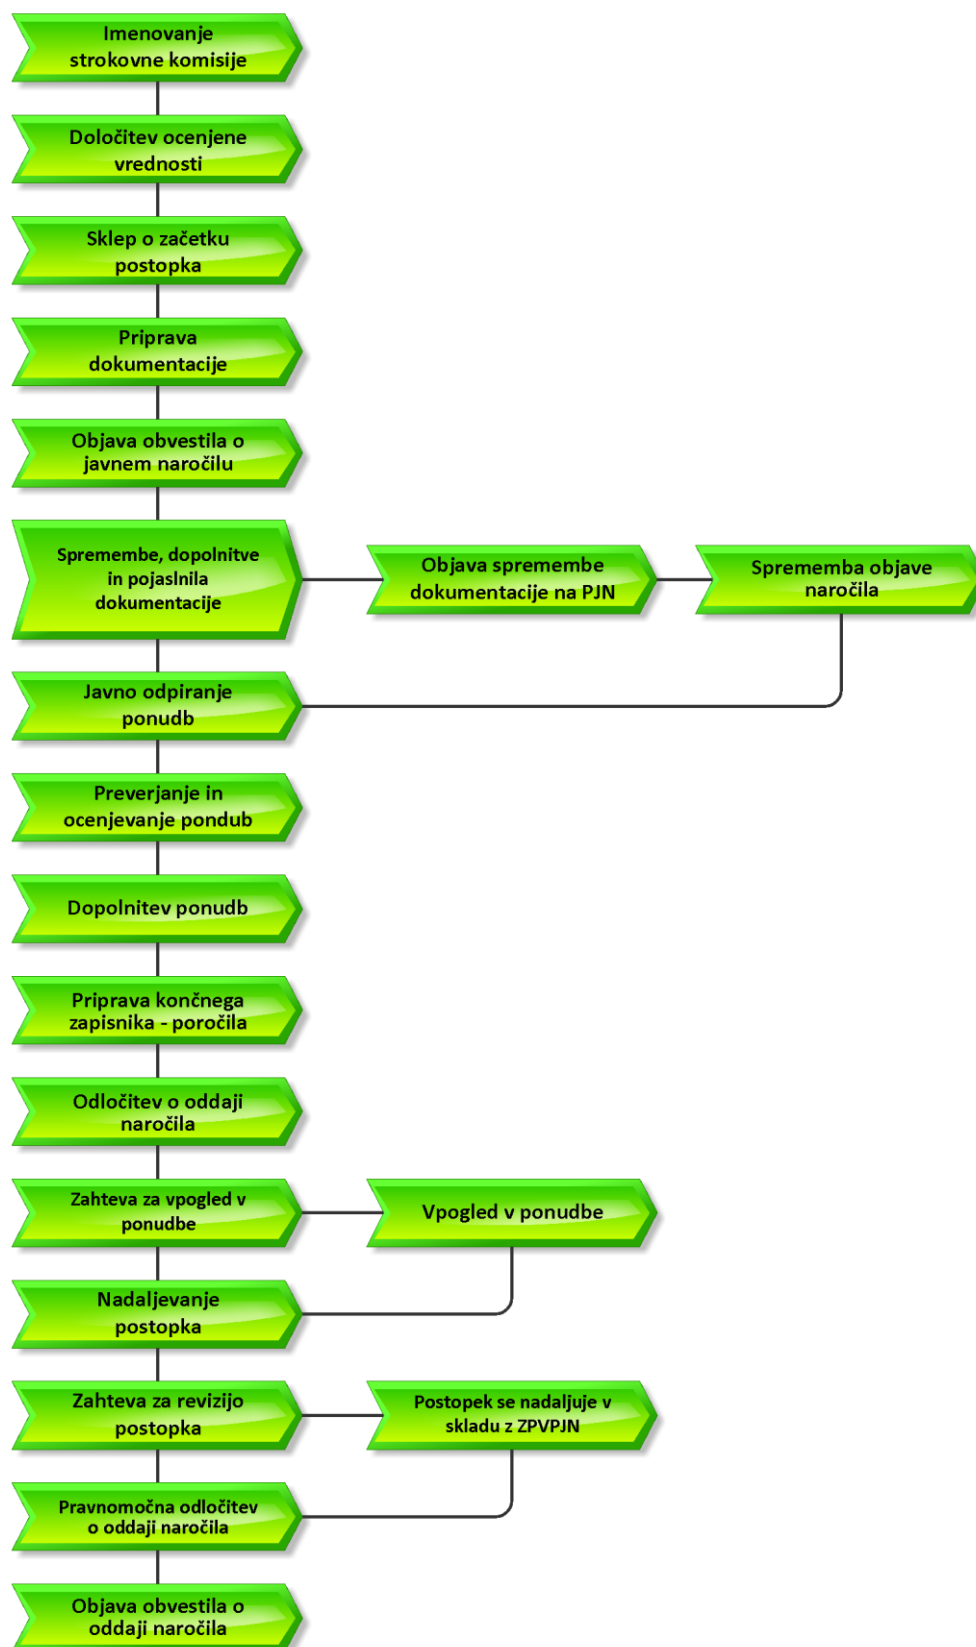 Imenovanje
strokovne komisije
Določitev ocenjene
vrednosti
Sklep o začetku
postopka
Priprava
dokumentacije
Objava obvestila o
javnem naročilu
Spremembe, dopolnitve
in pojaslnila
dokumentacije
Objava spremembe
dokumentacije na PJN
Sprememba objave
naročila
Javno odpiranje
ponudb
Preverjanje in
ocenjevanje pondub
Dopolnitev ponudb
Priprava končnega
zapisnika - poročila
Odločitev o oddaji
naročila
Zahteva za vpogled v
ponudbe
Vpogled v ponudbe
Nadaljevanje
postopka
Zahteva za revizijo
postopka
Postopek se nadaljuje v
skladu z ZPVPJN
Pravnomočna odločitev
o oddaji naročila
Objava obvestila o
oddaji naročila